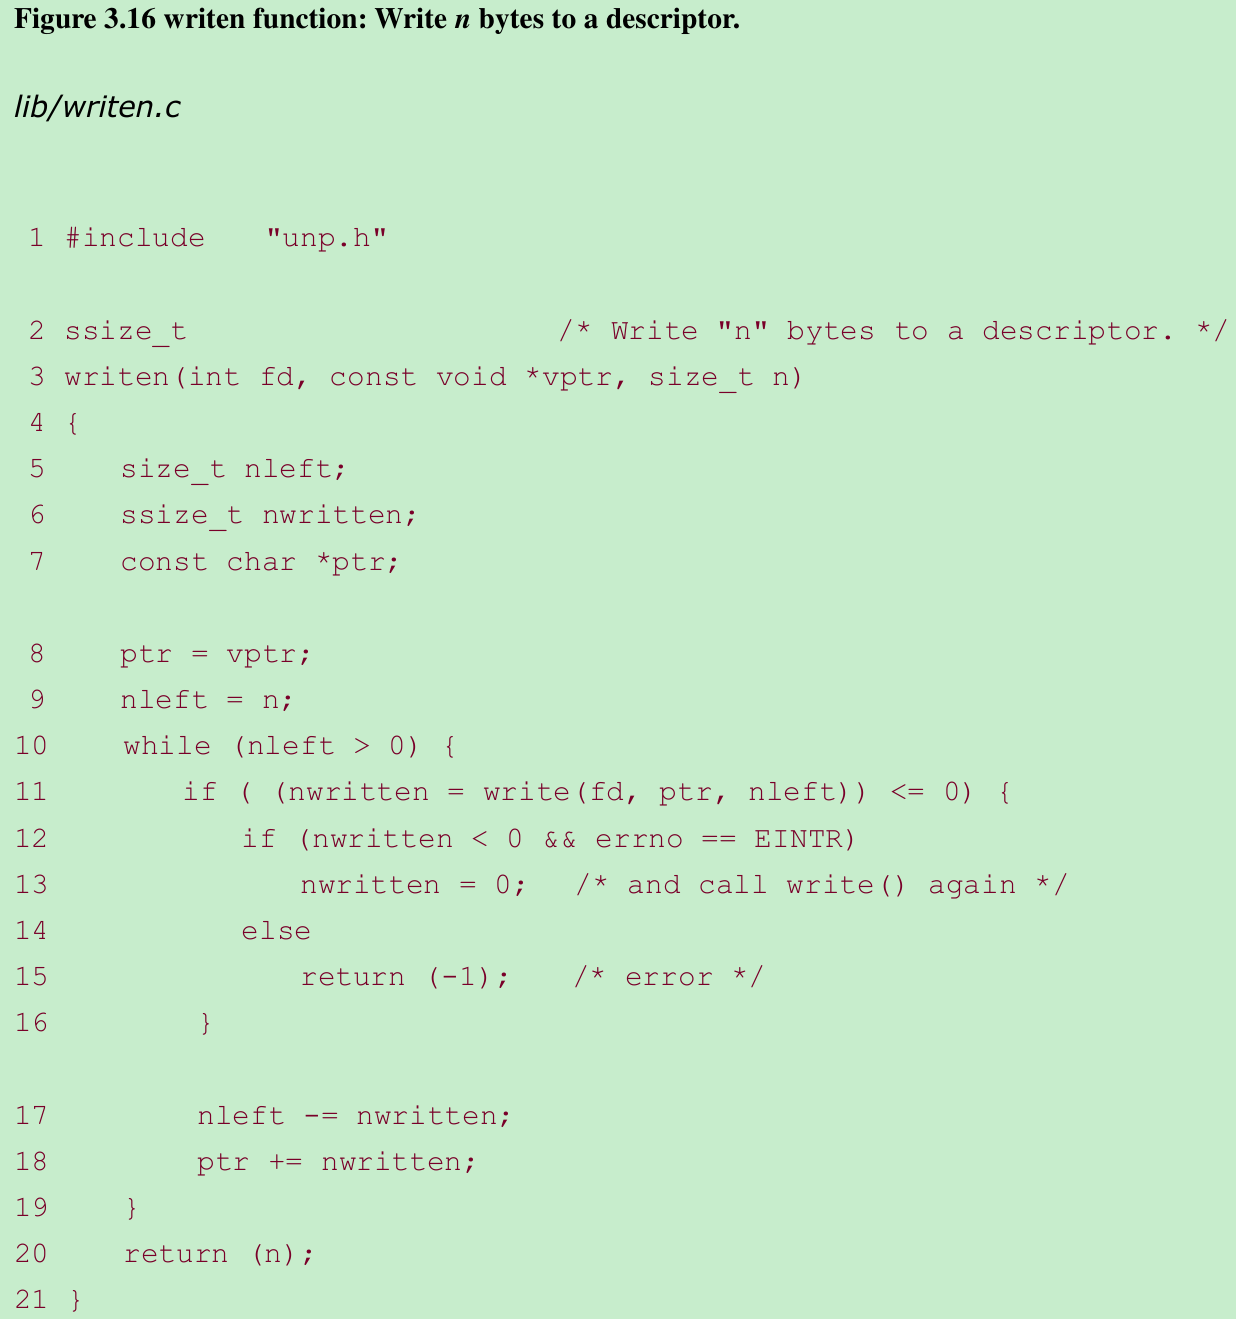 Figure 3.16 writen function: Write n bytes to a descriptor.
lib/writen.c
1 #include "unp.h"
2 ssize_t /* Write "n" bytes to a descriptor. */
3 writen(int fd, const void *vptr, size_t n)
4 {
5 size_t nleft;
6 ssize_t nwritten;
7 const char *ptr;
8 ptr = vptr;
9 nleft = n;
10 while (nleft > 0) {
11 if ( (nwritten = write(fd, ptr, nleft)) <= 0) {
12 if (nwritten < 0 && errno == EINTR)
13 nwritten = 0; /* and call write() again */
14 else
15 return (-1); /* error */
16 }
17 nleft -= nwritten;
18 ptr += nwritten;
19 }
20 return (n);
21 }